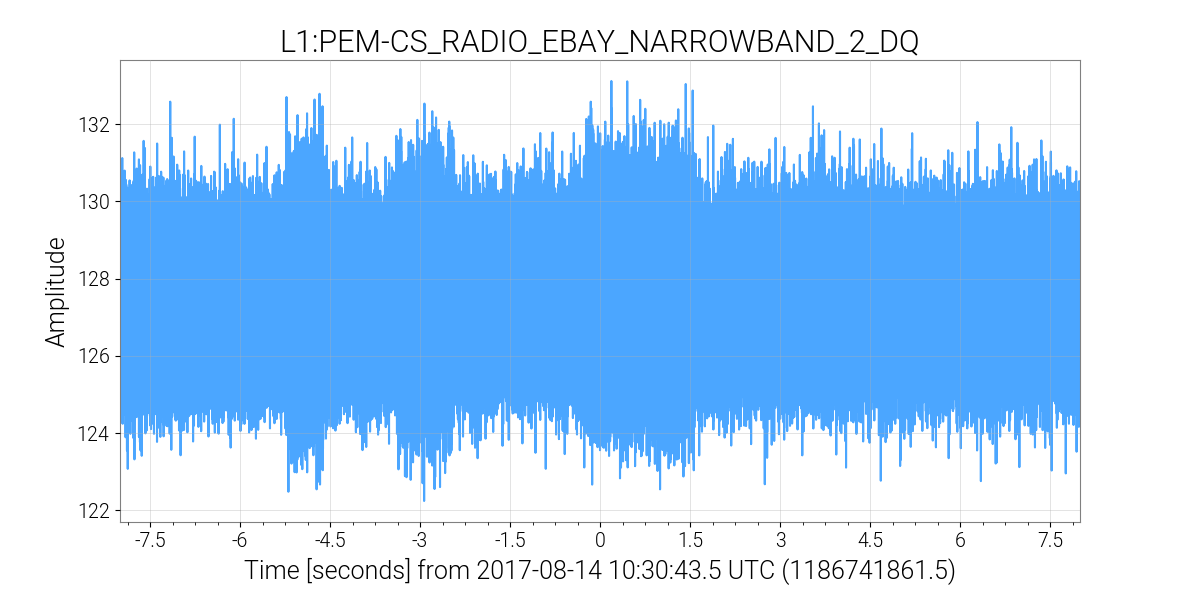 L1:PEM-CS_RADIO_EBAY_NARROWBAND_2_DQ
Amplitude
132
130
128
126
124
122
-7.5 -6 -4.5 -3 -1.5 0 1.5 3 4.5 6 7.5
Time [seconds] from 2017-08-14 10:30:43.5 UTC (1186741861.5)